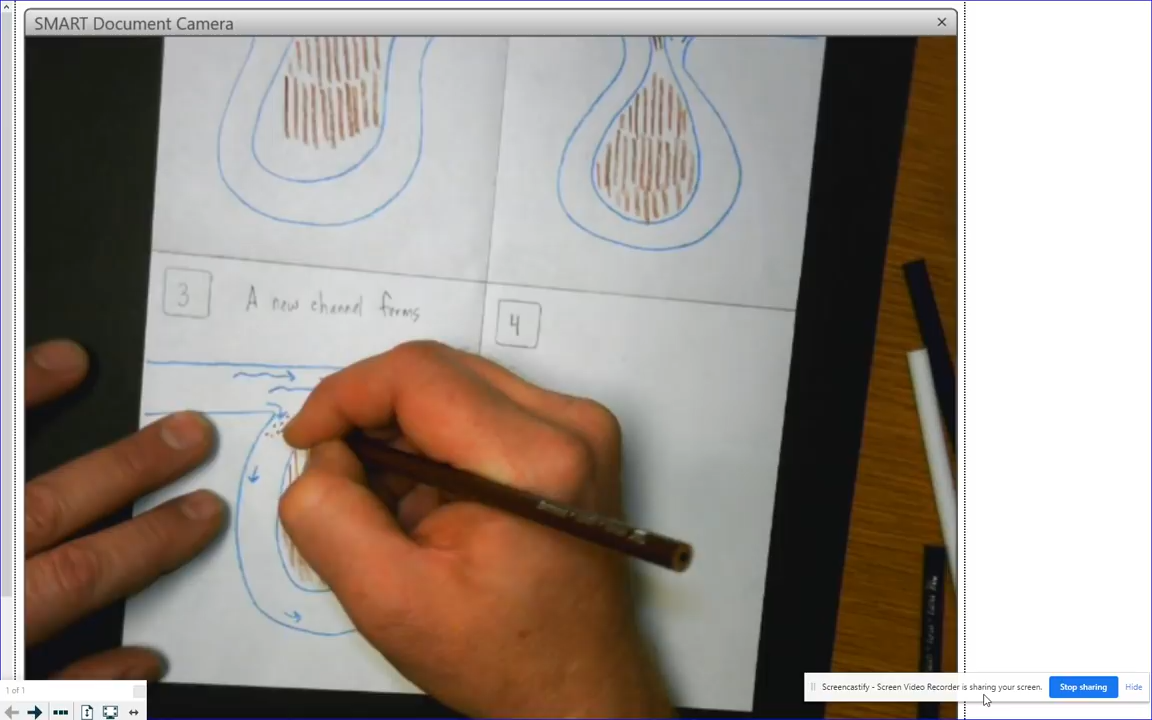 SMART Document Camera
3
A new channel forms
4
1 of 1
Screencastify - Screen Video Recorder is sharing your screen.
Stop sharing
Hide